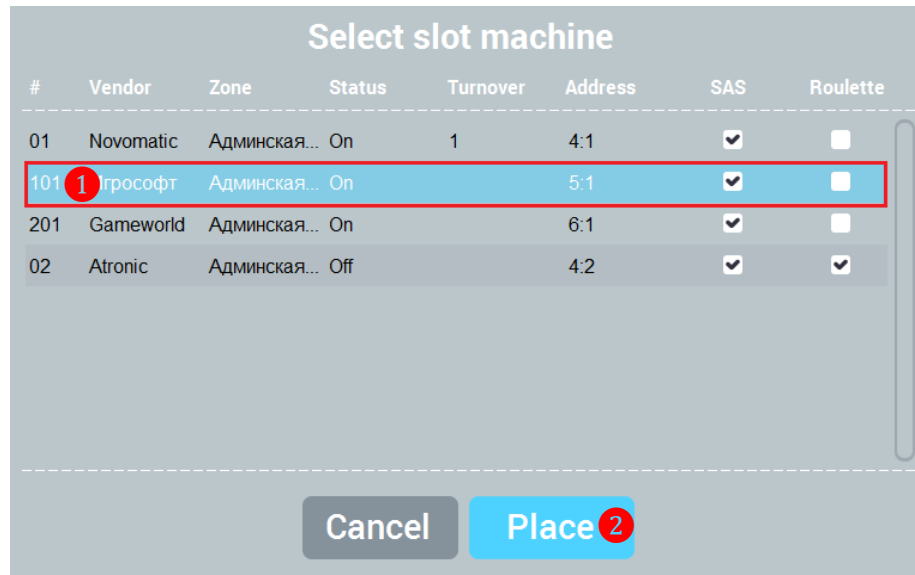 Select slot machine
# Vendor Zone Status Turnover Address SAS Roulette
01 Novomatic Админская... On 1 4:1
101 1 Игрософт Админская... On 5:1
201 Gameworld Админская... On 6:1
02 Atronic Админская... Off 4:2
Cancel Place 2